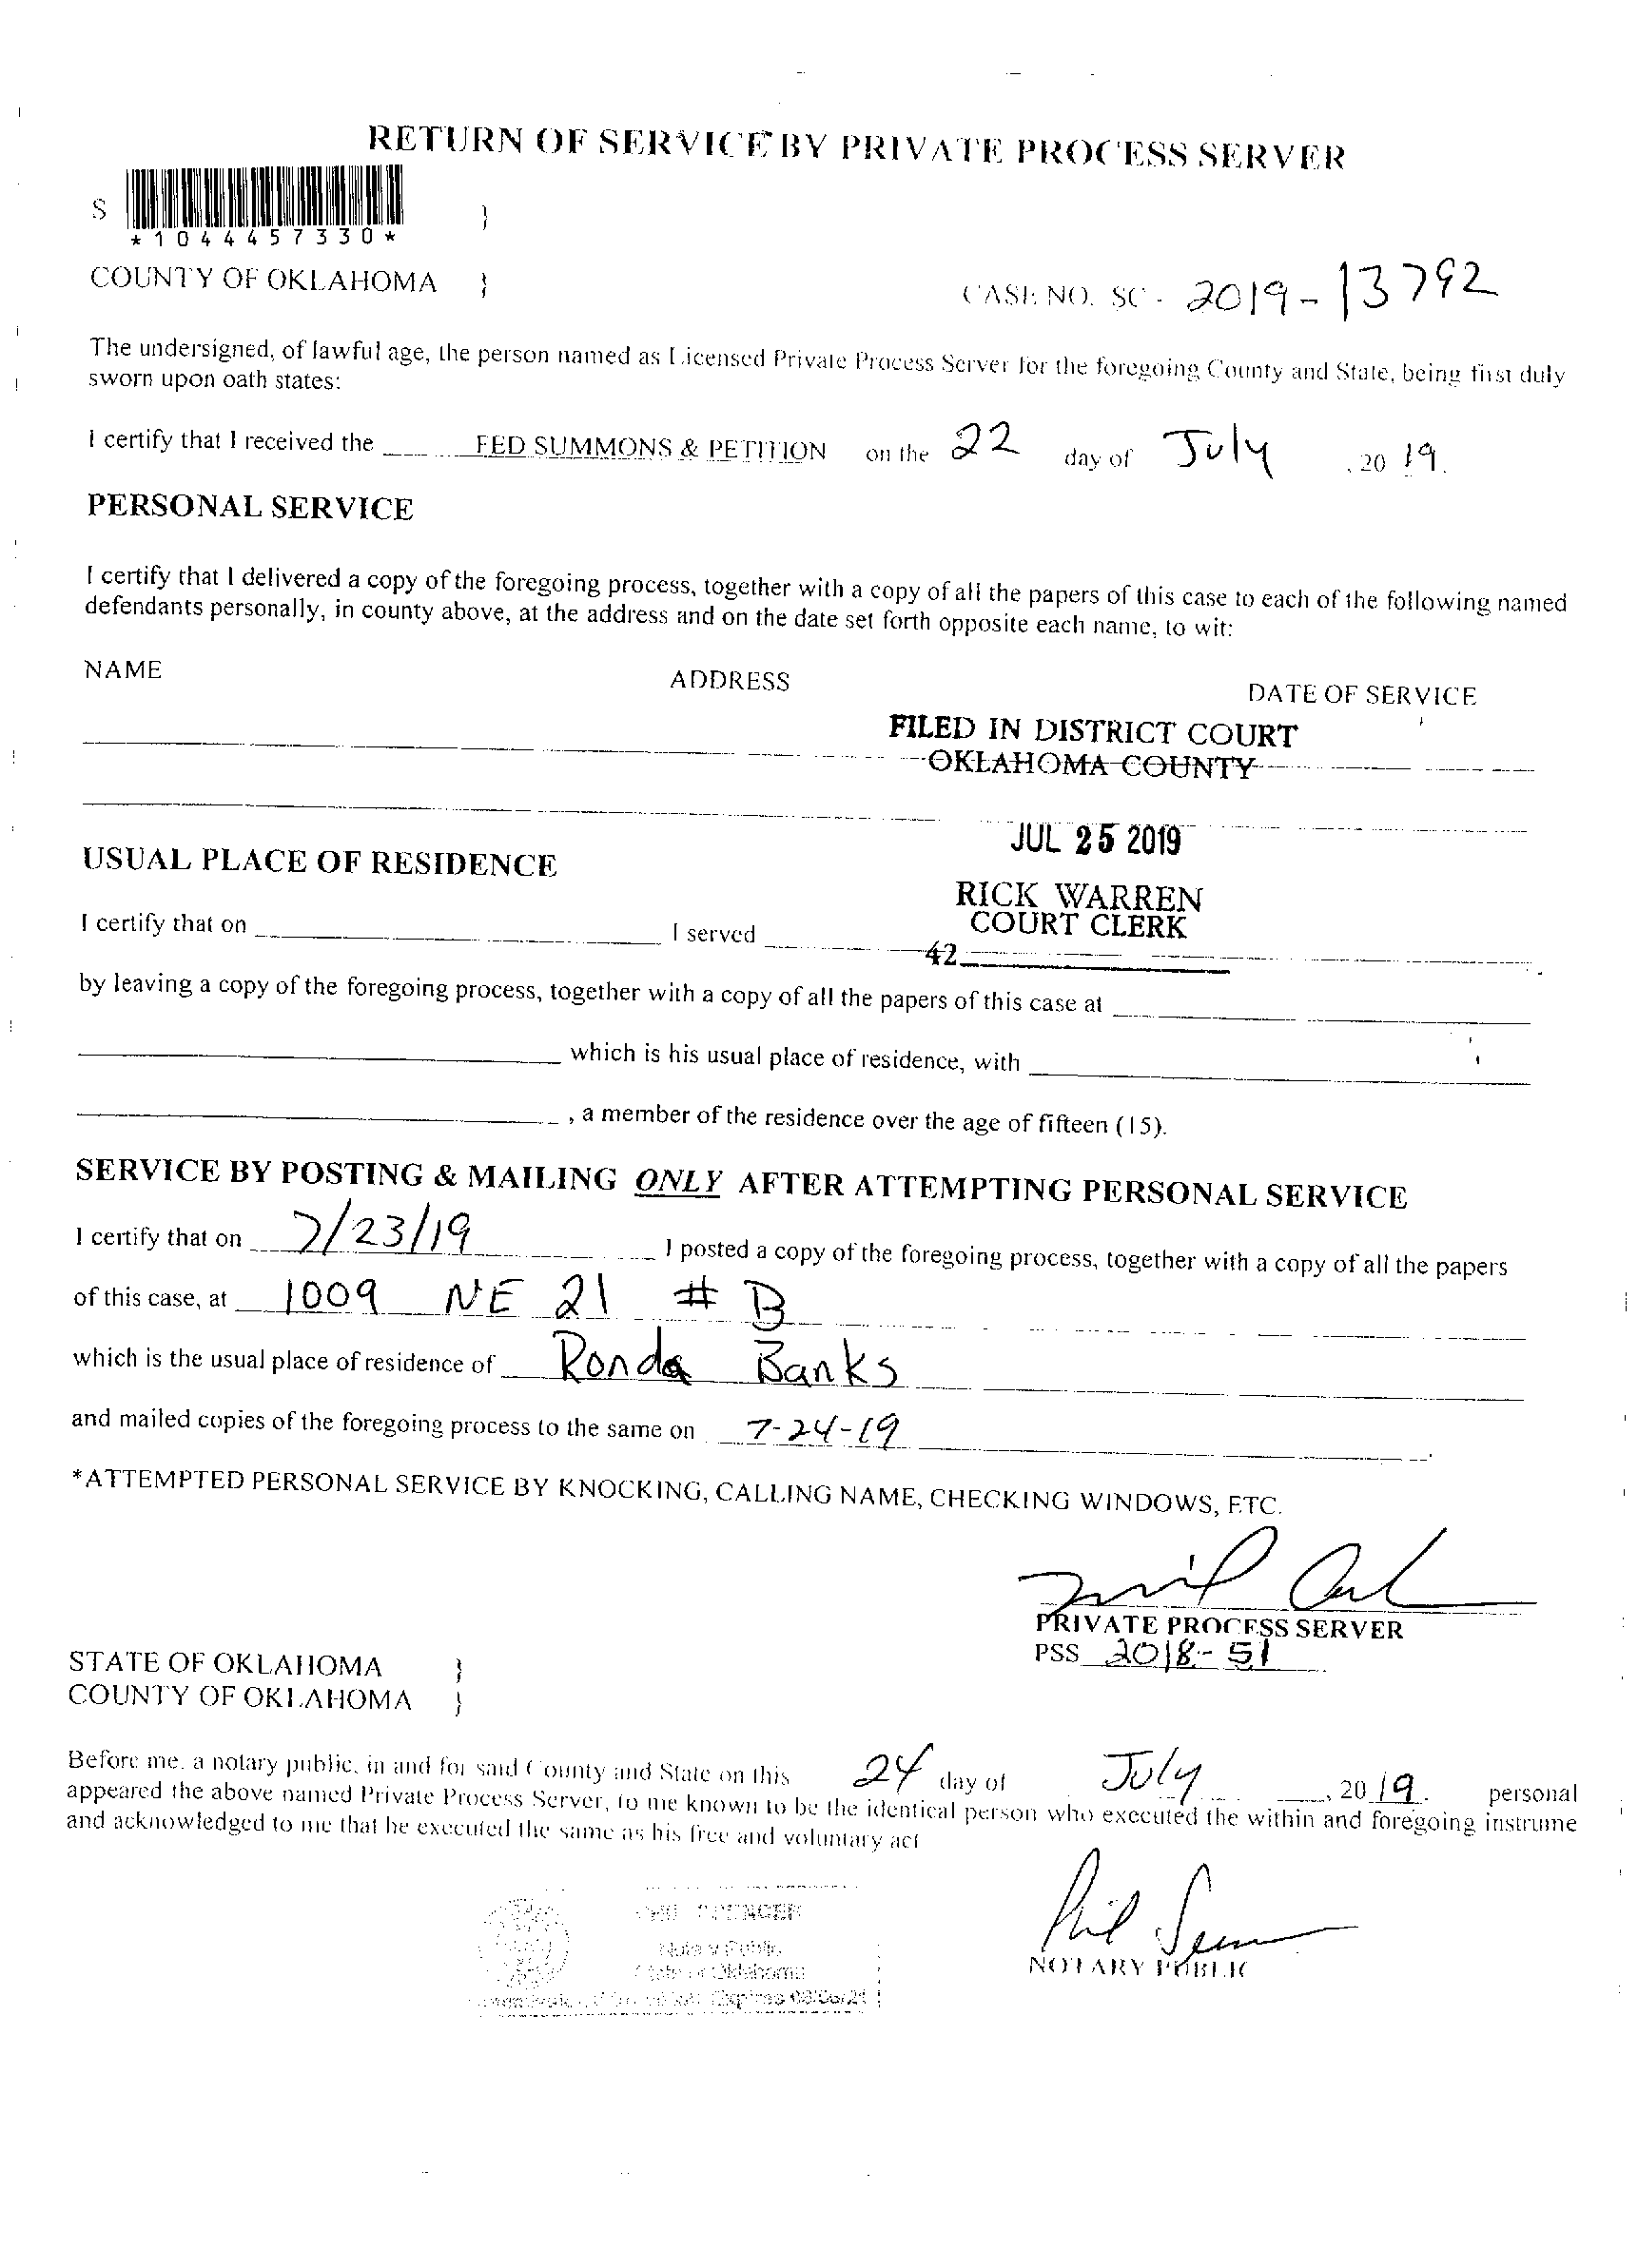 RETURN OF SERVICE BY PRIVATE PROCESS SERVER
S }
*1044457330*
COUNTY OF OKLAHOMA } CASE NO. SC - 2019-13792
The undersigned, of lawful age, the person named as Licensed Private Process Server for the foregoing County and State, being first duly
sworn upon oath states:
I certify that I received the FED SUMMONS & PETITION on the 22 day of July , 20 19.
PERSONAL SERVICE
I certify that I delivered a copy of the foregoing process, together with a copy of all the papers of this case to each of the following named
defendants personally, in county above, at the address and on the date set forth opposite each name, to wit:
NAME ADDRESS DATE OF SERVICE
FILED IN DISTRICT COURT
OKLAHOMA COUNTY
JUL 25 2019
USUAL PLACE OF RESIDENCE
RICK WARREN
COURT CLERK
I certify that on I served
42
by leaving a copy of the foregoing process, together with a copy of all the papers of this case at
which is his usual place of residence, with
, a member of the residence over the age of fifteen (15).
SERVICE BY POSTING & MAILING ONLY AFTER ATTEMPTING PERSONAL SERVICE
I certify that on 7/23/19 I posted a copy of the foregoing process, together with a copy of all the papers
of this case, at 1009 NE 21 # B
which is the usual place of residence of Ronda Banks
and mailed copies of the foregoing process to the same on 7-24-19
*ATTEMPTED PERSONAL SERVICE BY KNOCKING, CALLING NAME, CHECKING WINDOWS, ETC.
PRIVATE PROCESS SERVER
PSS 2018-51
STATE OF OKLAHOMA }
COUNTY OF OKLAHOMA }
Before me, a notary public, in and for said County and State on this 24 day of July , 20 19. personal
appeared the above named Private Process Server, to me known to be the identical person who executed the within and foregoing instrume
and acknowledged to me that he executed the same as his free and voluntary act
NOTARY PUBLIC
Notary Public
State of Oklahoma
Expires